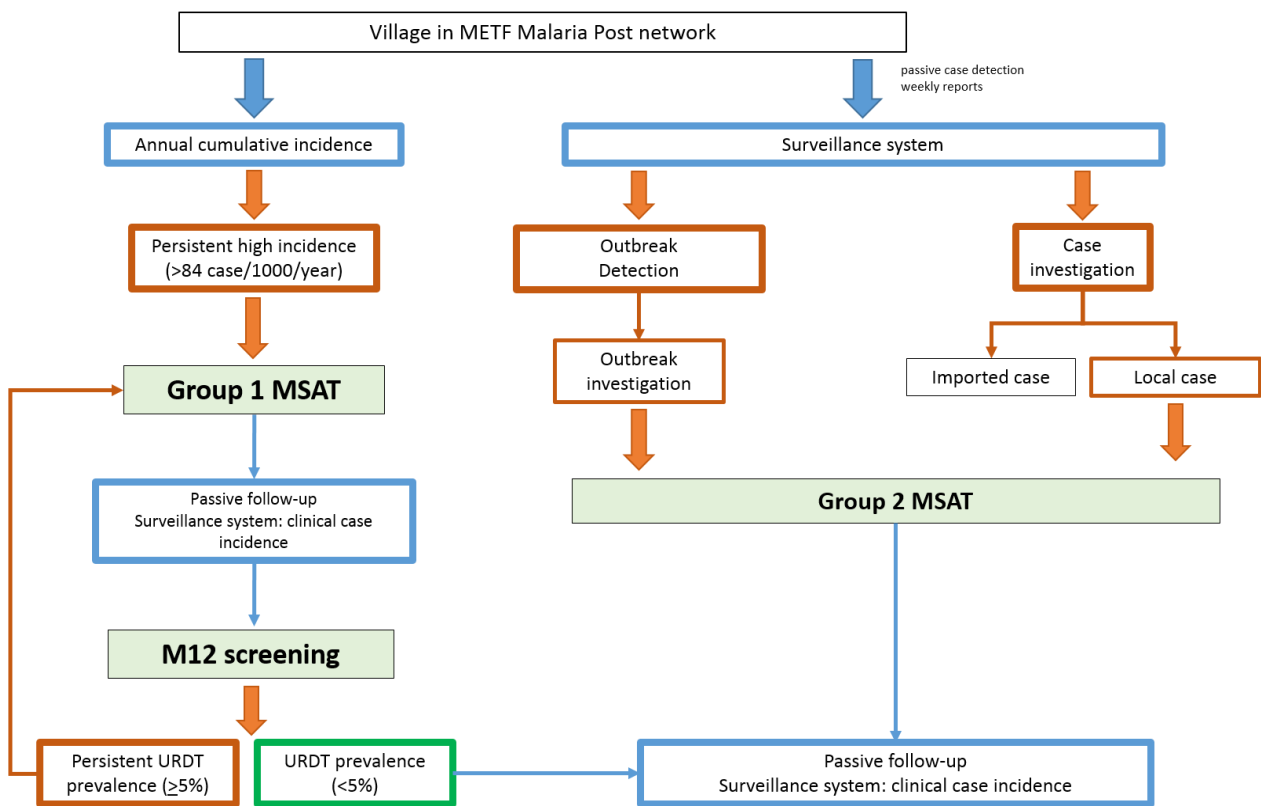 Village in METF Malaria Post network
passive case detection
weekly reports
Annual cumulative incidence
Surveillance system
Persistent high incidence
(>84 case/1000/year)
Outbreak
Detection
Case
investigation
Outbreak
investigation
Imported case
Local case
Group 1 MSAT
Group 2 MSAT
Passive follow-up
Surveillance system: clinical case
incidence
M12 screening
Persistent URDT
prevalence (≥5%)
URDT prevalence
(<5%)
Passive follow-up
Surveillance system: clinical case incidence